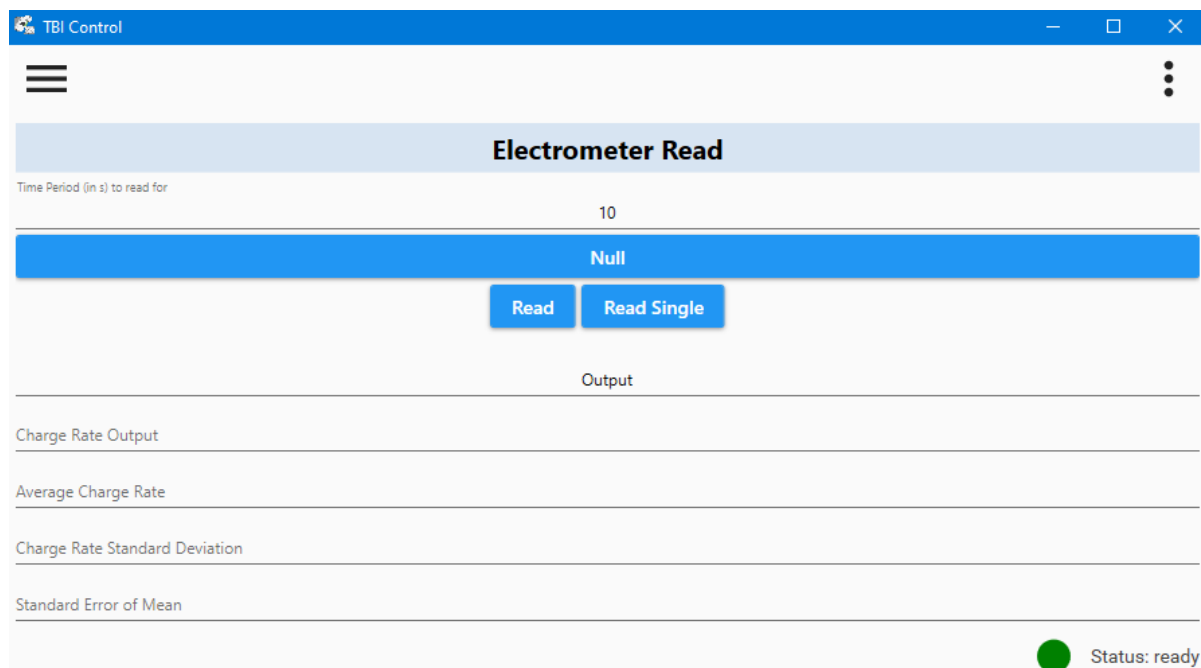 TBI Control
Electrometer Read
Time Period (in s) to read for
10
Null
Read Read Single
Output
Charge Rate Output
Average Charge Rate
Charge Rate Standard Deviation
Standard Error of Mean
Status: ready